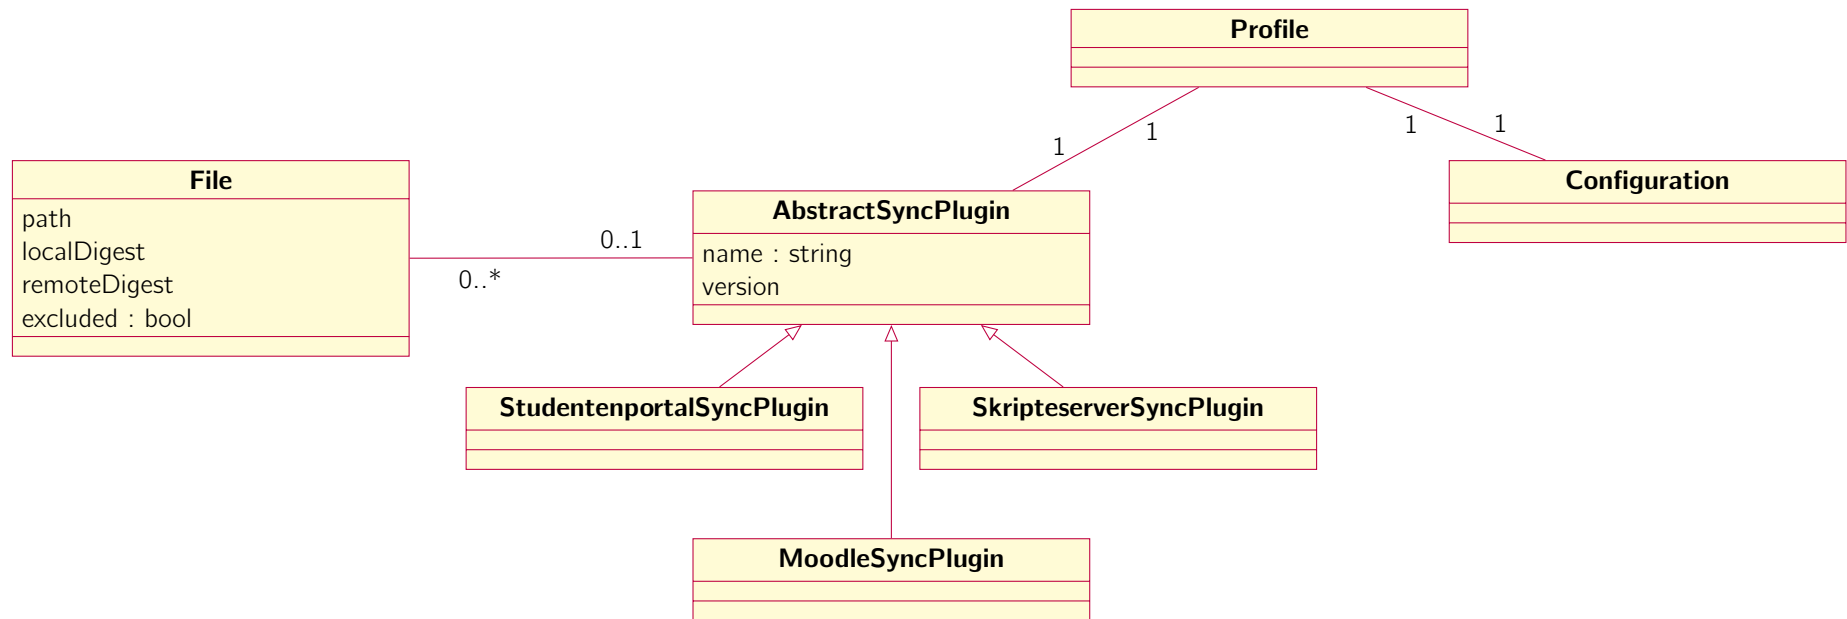 Profile
1
1
1
1
File
path
localDigest
remoteDigest
excluded : bool
0..1
0..*
AbstractSyncPlugin
name : string
version
Configuration
StudentenportalSyncPlugin
SkripteserverSyncPlugin
MoodleSyncPlugin